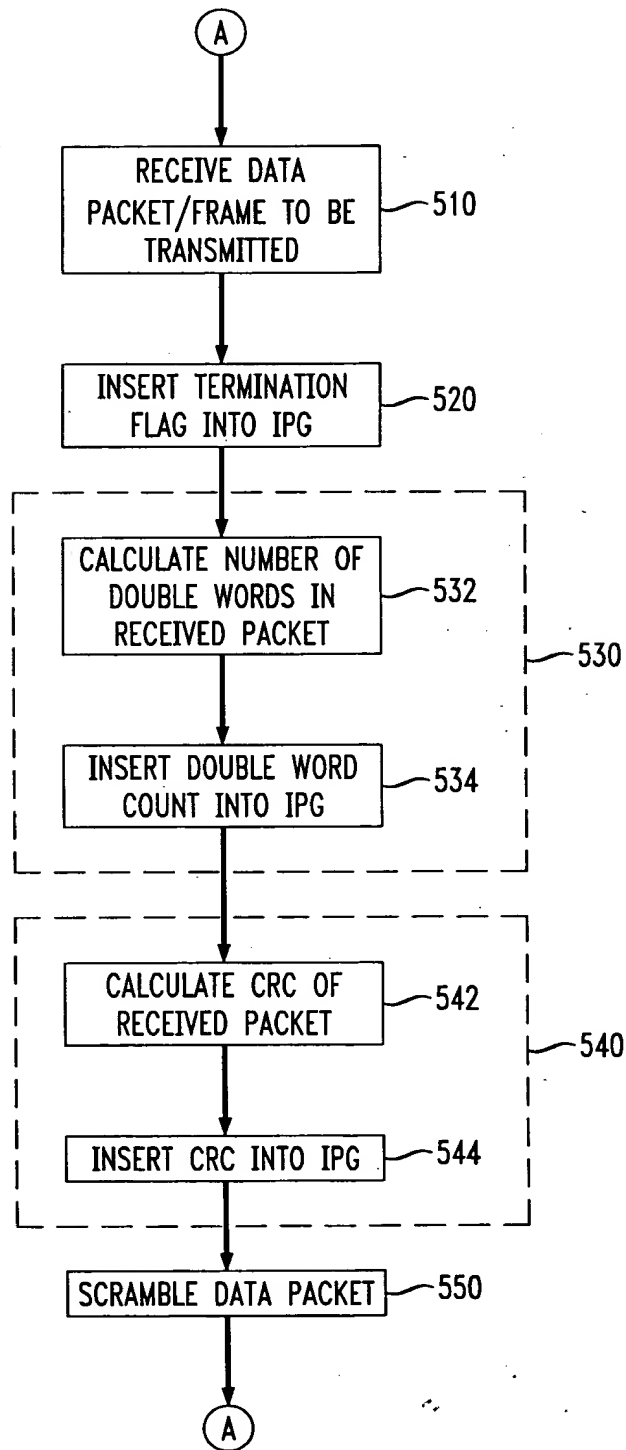 A
RECEIVE DATA
PACKET/FRAME TO BE
TRANSMITTED
510
INSERT TERMINATION
FLAG INTO IPG
520
CALCULATE NUMBER OF
DOUBLE WORDS IN
RECEIVED PACKET
532
530
INSERT DOUBLE WORD
COUNT INTO IPG
534
CALCULATE CRC OF
RECEIVED PACKET
542
540
INSERT CRC INTO IPG
544
SCRAMBLE DATA PACKET
550
A